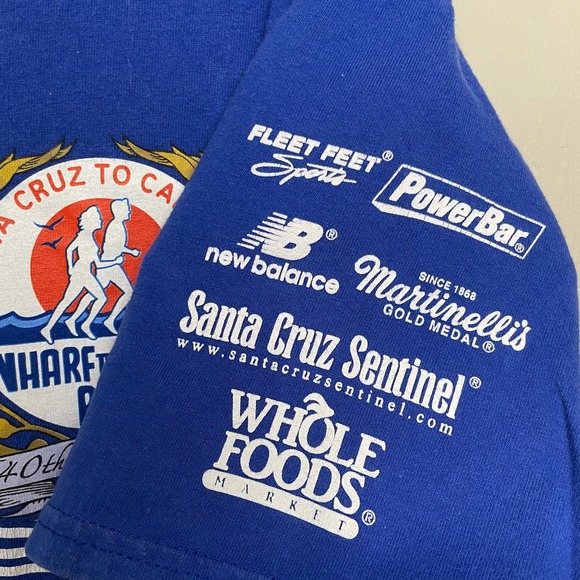 CRUZ TO CA
WHARF
40th
FLEET FEET®
Sports
PowerBar®
NB®
new balance
SINCE 1868
Martinelli's
GOLD MEDAL®
Santa Cruz Sentinel®
www.santacruzsentinel.com
WHOLE
FOODS
MARKET®